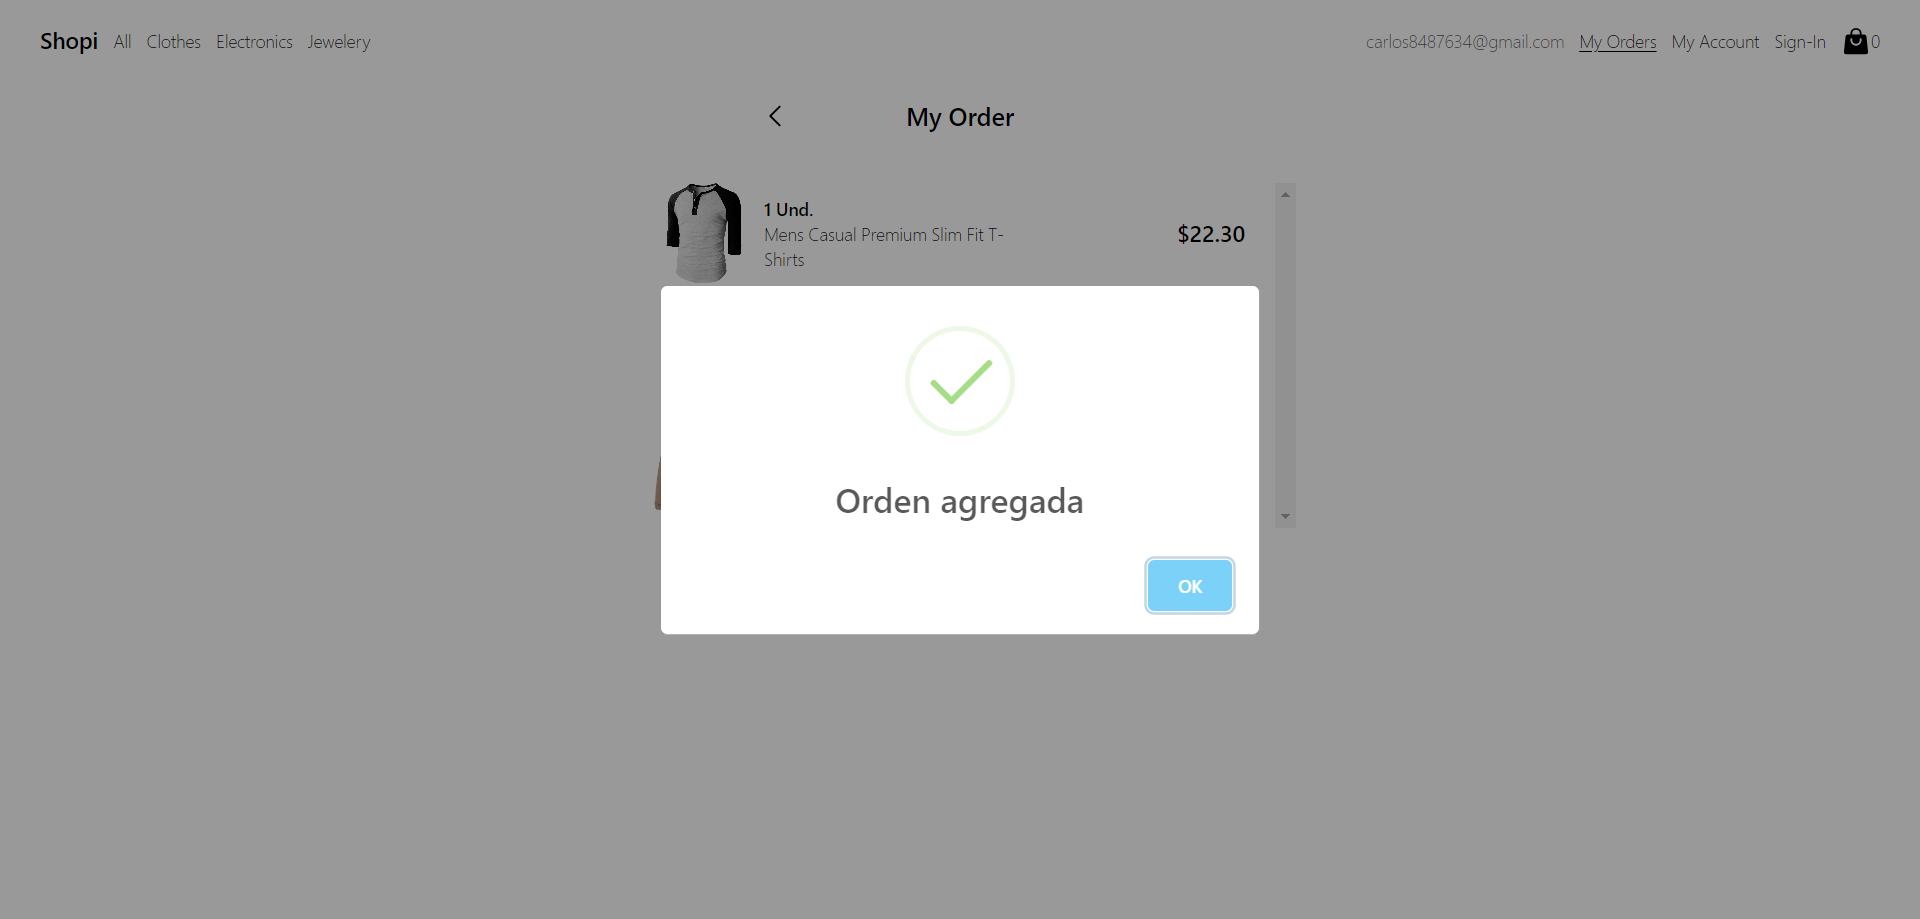 Shopi All Clothes Electronics Jewelery carlos8487634@gmail.com My Orders My Account Sign-In 0
My Order
1 Und.
Mens Casual Premium Slim Fit T-
Shirts
$22.30
Orden agregada
OK